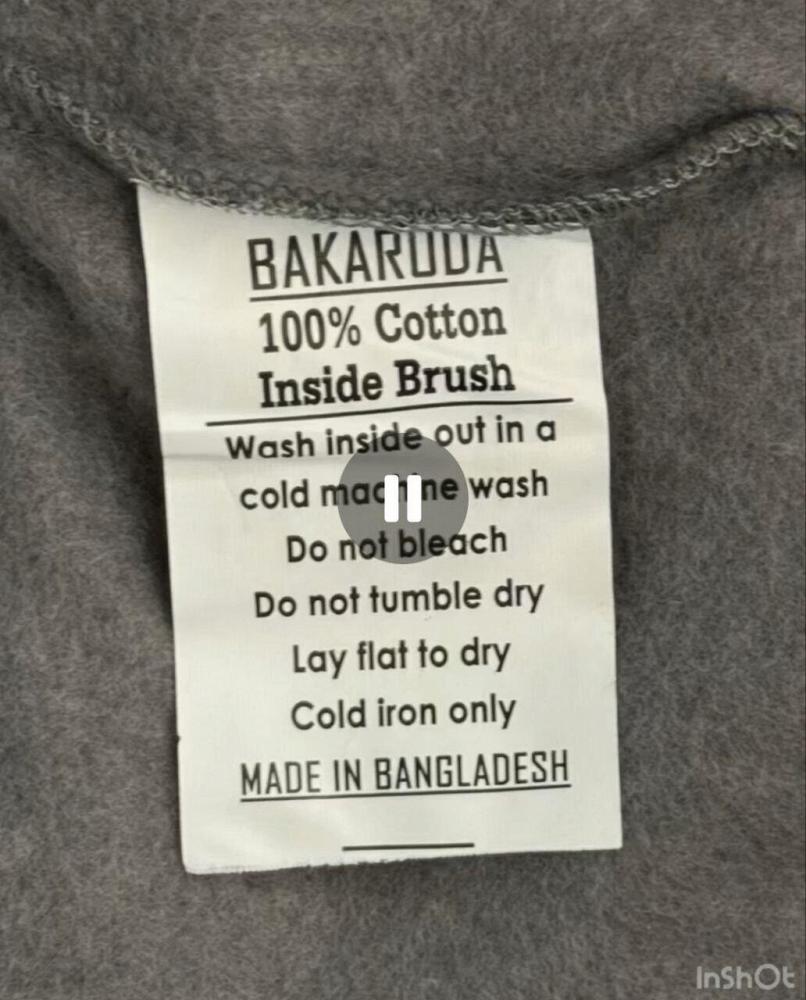 BAKARUDA
100% Cotton
Inside Brush
Wash inside out in a
cold machine wash
Do not bleach
Do not tumble dry
Lay flat to dry
Cold iron only
MADE IN BANGLADESH
InShOt